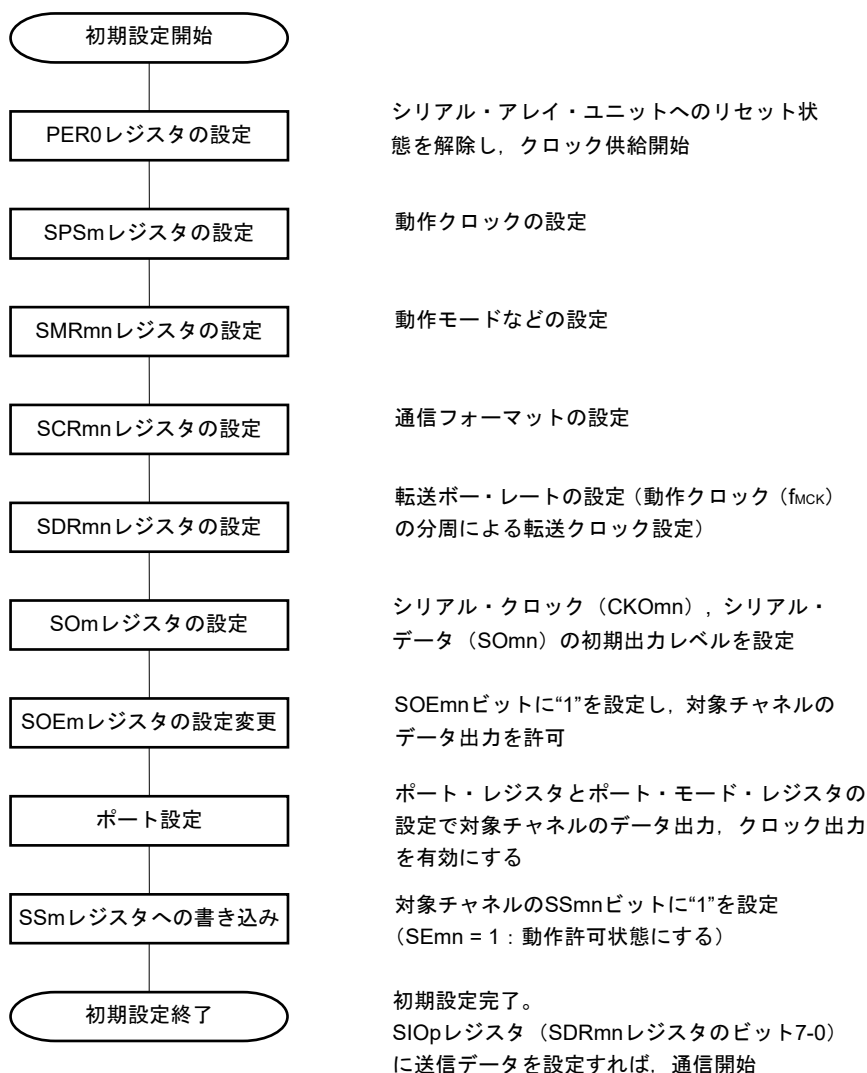 初期設定開始
PER0レジスタの設定
シリアル・アレイ・ユニットへのリセット状
態を解除し，クロック供給開始
SPSmレジスタの設定
動作クロックの設定
SMRmnレジスタの設定
動作モードなどの設定
SCRmnレジスタの設定
通信フォーマットの設定
SDRmnレジスタの設定
転送ボー・レートの設定（動作クロック（fMCK）
の分周による転送クロック設定）
SOmレジスタの設定
シリアル・クロック（CKOmn），シリアル・
データ（SOmn）の初期出力レベルを設定
SOEmレジスタの設定変更
SOEmnビットに“1”を設定し，対象チャネルの
データ出力を許可
ポート設定
ポート・レジスタとポート・モード・レジスタの
設定で対象チャネルのデータ出力，クロック出力
を有効にする
SSmレジスタへの書き込み
対象チャネルのSSmnビットに“1”を設定
（SEmn = 1：動作許可状態にする）
初期設定終了
初期設定完了。
SIOpレジスタ（SDRmnレジスタのビット7-0）
に送信データを設定すれば，通信開始